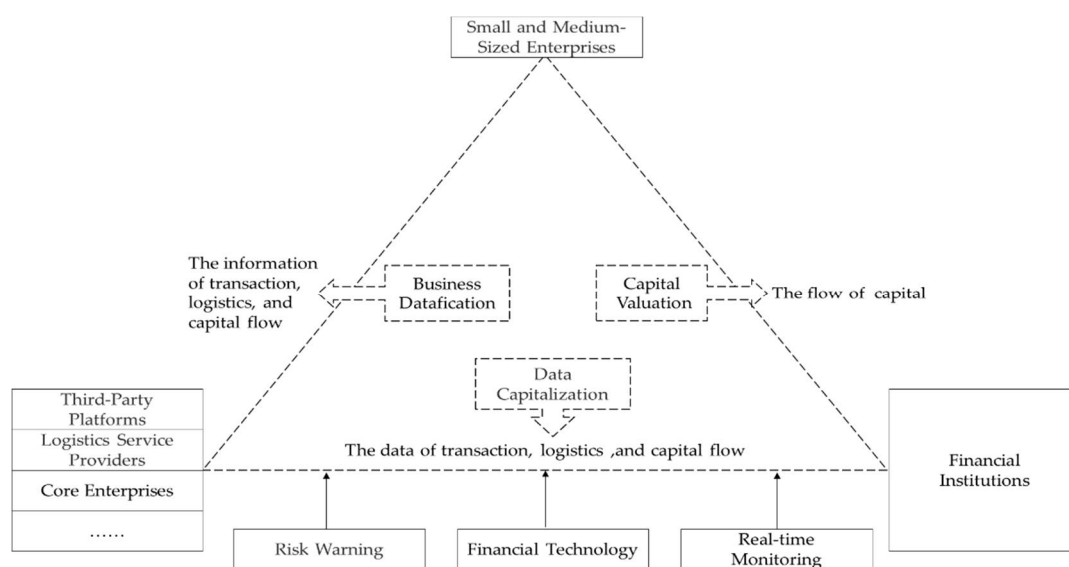 Small and Medium-
Sized Enterprises
The information
of transaction,
logistics, and
capital flow
Business
Datafication
Capital
Valuation
The flow of capital
Data
Capitalization
The data of transaction, logistics ,and capital flow
Third-Party
Platforms
Logistics Service
Providers
Core Enterprises
……
Financial
Institutions
Risk Warning
Financial Technology
Real-time
Monitoring